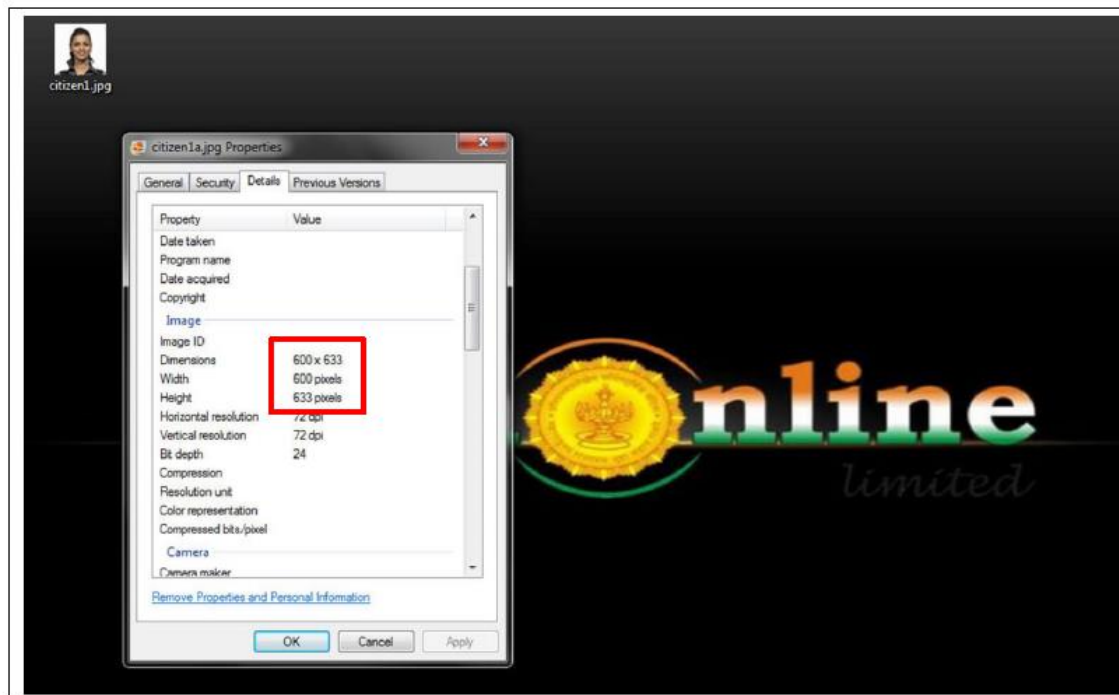 citizen1.jpg
citizen1a.jpg Properties
General Security Details Previous Versions
Property Value
Date taken
Program name
Date acquired
Copyright
Image
Image ID
Dimensions 600 x 633
Width 600 pixels
Height 633 pixels
Horizontal resolution 72 dpi
Vertical resolution 72 dpi
Bit depth 24
Compression
Resolution unit
Color representation
Compressed bits/pixel
Camera
Camera maker
Remove Properties and Personal Information
OK Cancel Apply
nline
limited